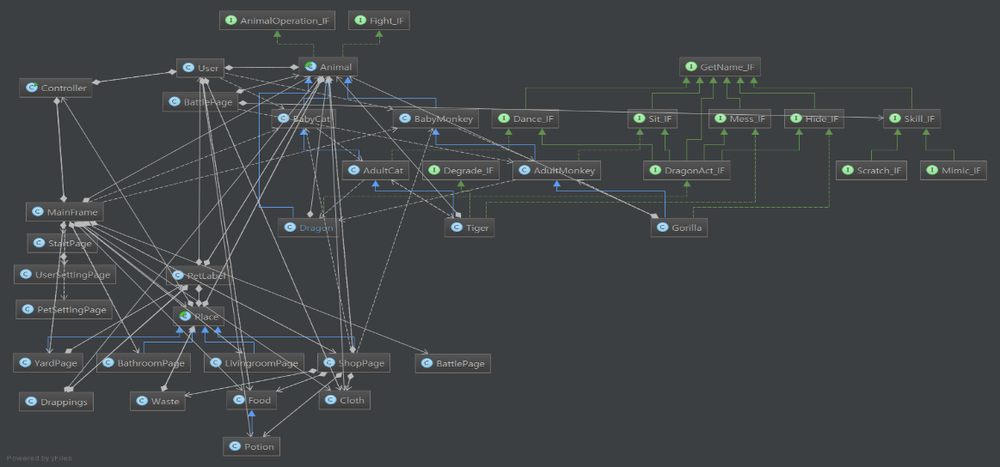 AnimalOperation_IF
Fight_IF
User
Animal
GetName_IF
Controller
BattlePage
BabyCat
BabyMonkey
Dance_IF
Sit_IF
Mess_IF
Hide_IF
Skill_IF
AdultCat
Degrade_IF
AdultMonkey
DragonAct_IF
Scratch_IF
Mimic_IF
MainFrame
Dragon
Tiger
Gorilla
StartPage
UserSettingPage
PetLabel
PetSettingPage
Place
YardPage
BathroomPage
LivingroomPage
ShopPage
BattlePage
Drappings
Waste
Food
Cloth
Potion
Powered by yFiles